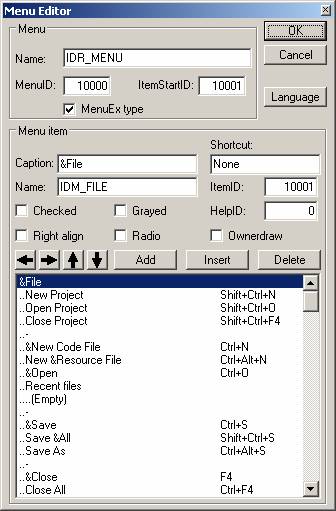 Menu Editor
Menu
OK
Name: IDR_MENU
Cancel
MenuID: 10000 ItemStartID: 10001
MenuEx type
Language
Menu item
Shortcut:
Caption: &File None
Name: IDM_FILE ItemID: 10001
Checked Grayed HelpID: 0
Right align Radio Ownerdraw
Add Insert Delete
&File
..New Project Shift+Ctrl+N
..Open Project Shift+Ctrl+O
..Close Project Shift+Ctrl+F4
..-
..&New Code File Ctrl+N
..New &Resource File Ctrl+Alt+N
..&Open Ctrl+O
..Recent files
....(Empty)
..-
..&Save Ctrl+S
..Save &All Shift+Ctrl+S
..Save As Ctrl+Alt+S
..-
..&Close F4
..Close All Ctrl+F4